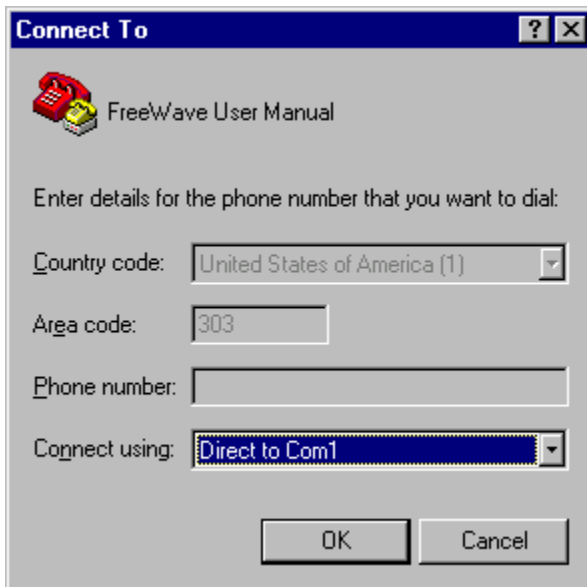 Connect To
FreeWave User Manual
Enter details for the phone number that you want to dial:
Country code: United States of America (1)
Area code: 303
Phone number:
Connect using: Direct to Com1
OK Cancel